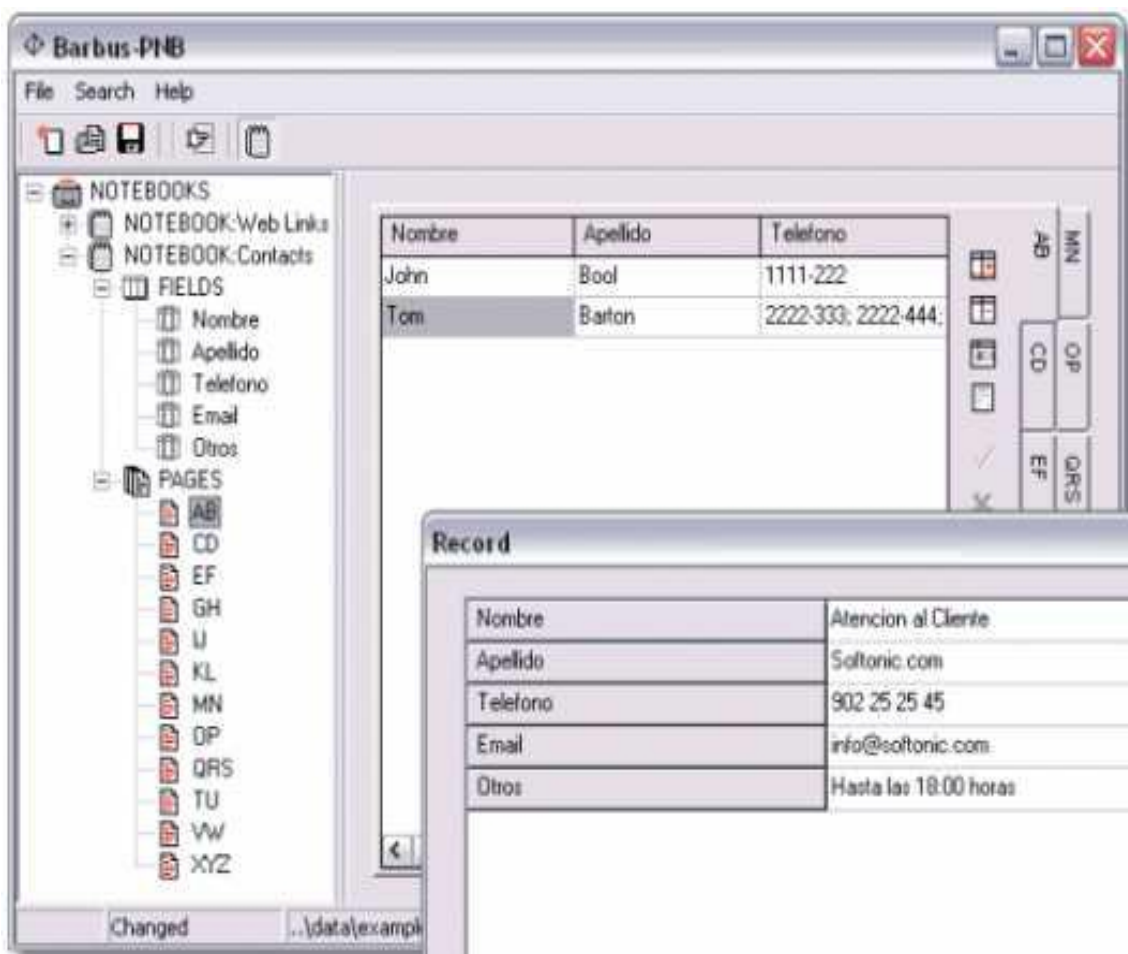 Barbus-PNB
File Search Help
NOTEBOOKS
NOTEBOOK:Web Links
NOTEBOOK:Contacts
FIELDS
Nombre
Apellido
Telefono
Email
Otros
PAGES
AB
CD
EF
GH
IJ
KL
MN
OP
QRS
TU
VW
XYZ
Nombre Apellido Telefono
John Bool 1111-222
Tom Barton 2222-333; 2222-444;
AB
CD
EF
MN
OP
QRS
Record
Nombre Atencion al Cliente
Apellido Softonic.com
Telefono 902 25 25 45
Email info@softonic.com
Otros Hasta las 18:00 horas
Changed ..\data\exampl